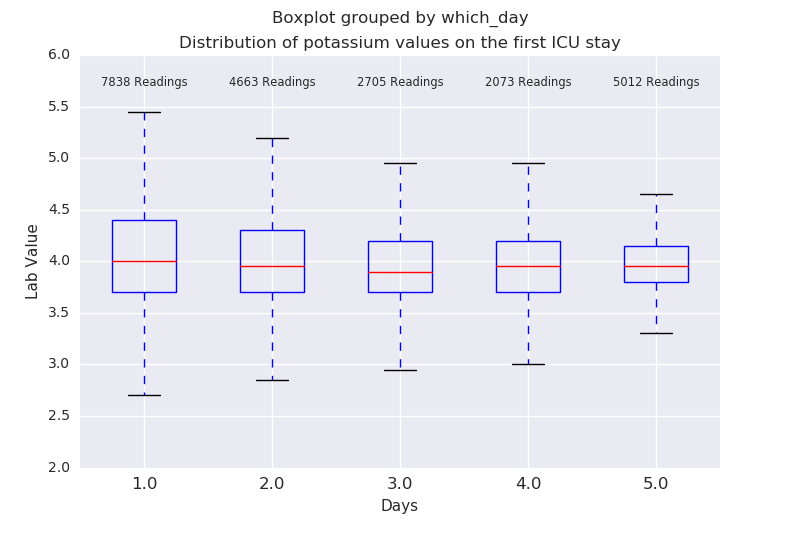 Boxplot grouped by which_day
Distribution of potassium values on the first ICU stay
6.0
7838 Readings 4663 Readings 2705 Readings 2073 Readings 5012 Readings
5.5
5.0
4.5
4.0
3.5
3.0
2.5
2.0
Lab Value
1.0 2.0 3.0 4.0 5.0
Days